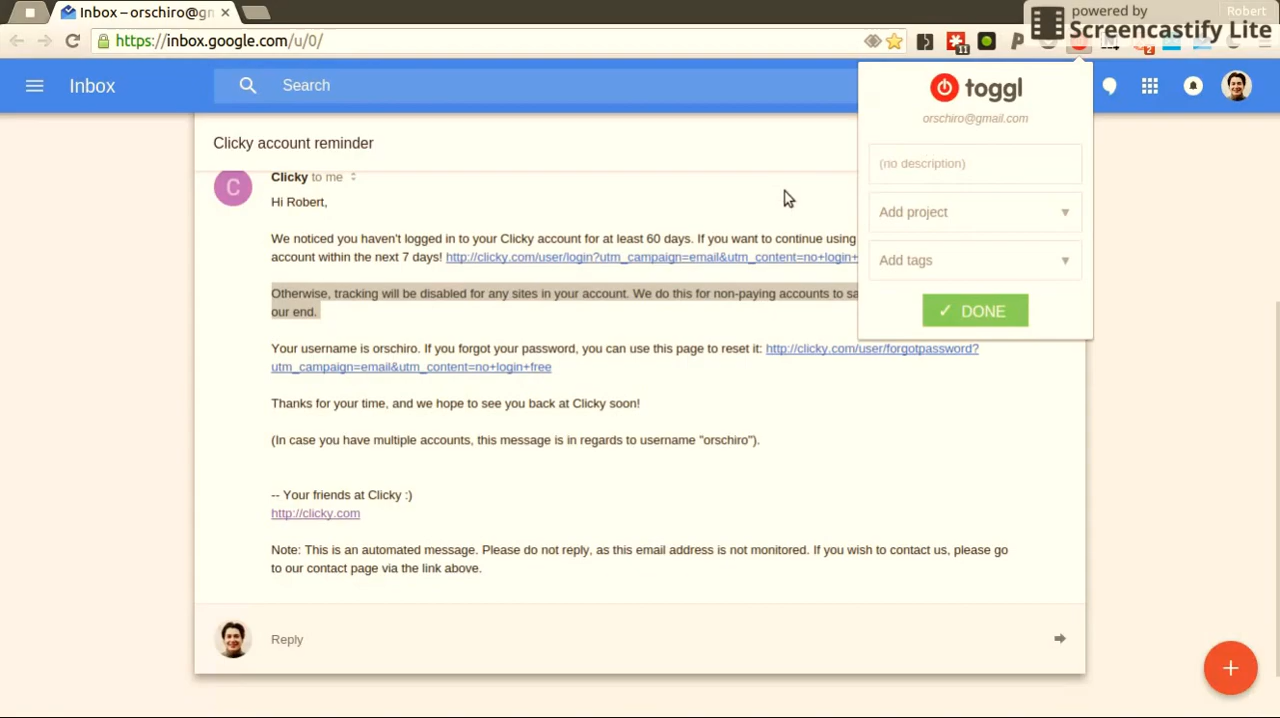 Inbox – orschiro@gn
powered by
Robert
Screencastify Lite
https://inbox.google.com/u/0/
11
2
Inbox
Search
toggl
orschiro@gmail.com
(no description)
Add project
Add tags
✓ DONE
Clicky account reminder
C
Clicky to me
Hi Robert,
We noticed you haven't logged in to your Clicky account for at least 60 days. If you want to continue using
account within the next 7 days! http://clicky.com/user/login?utm_campaign=email&utm_content=no+login+
Otherwise, tracking will be disabled for any sites in your account. We do this for non-paying accounts to sa
our end.
Your username is orschiro. If you forgot your password, you can use this page to reset it: http://clicky.com/user/forgotpassword?
utm_campaign=email&utm_content=no+login+free
Thanks for your time, and we hope to see you back at Clicky soon!
(In case you have multiple accounts, this message is in regards to username "orschiro").
-- Your friends at Clicky :)
http://clicky.com
Note: This is an automated message. Please do not reply, as this email address is not monitored. If you wish to contact us, please go
to our contact page via the link above.
Reply